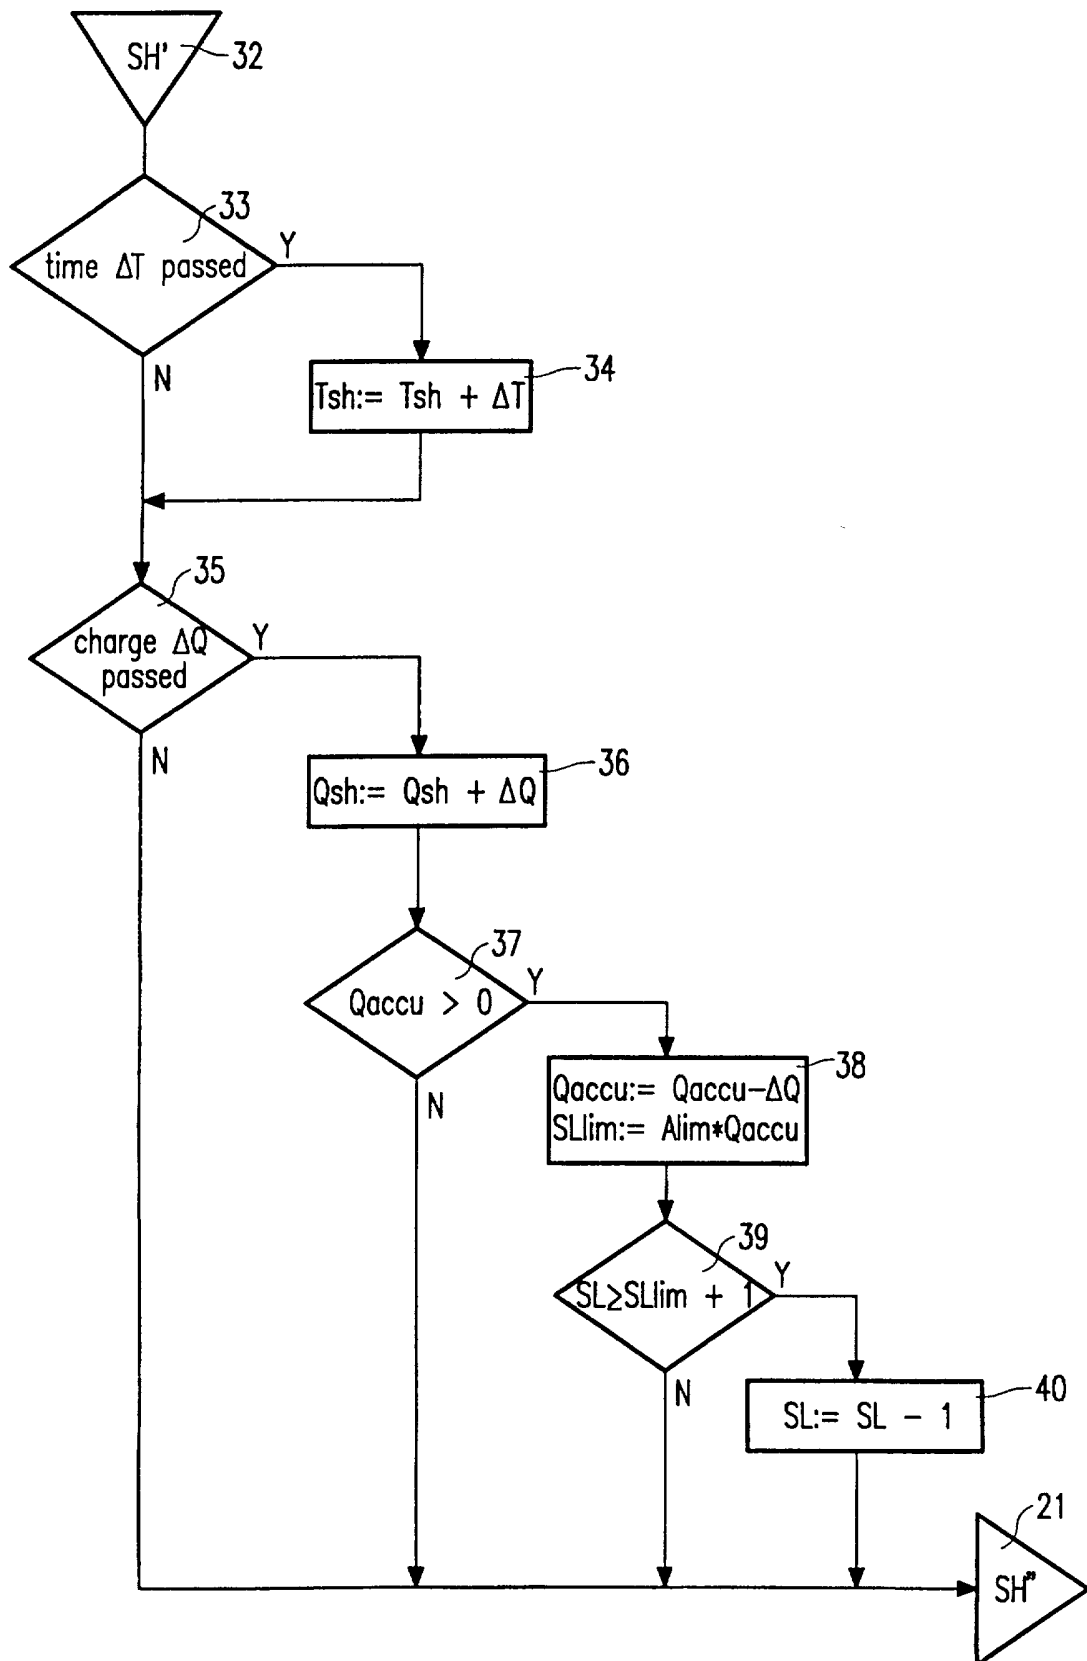 SH'
32
33
time ΔT passed
Y
N
34
Tsh:= Tsh + ΔT
35
charge ΔQ
passed
Y
N
36
Qsh:= Qsh + ΔQ
37
Qaccu > 0
Y
N
38
Qaccu:= Qaccu-ΔQ
SLlim:= Alim*Qaccu
39
SL≥SLlim + 1
Y
N
40
SL:= SL - 1
21
SH"